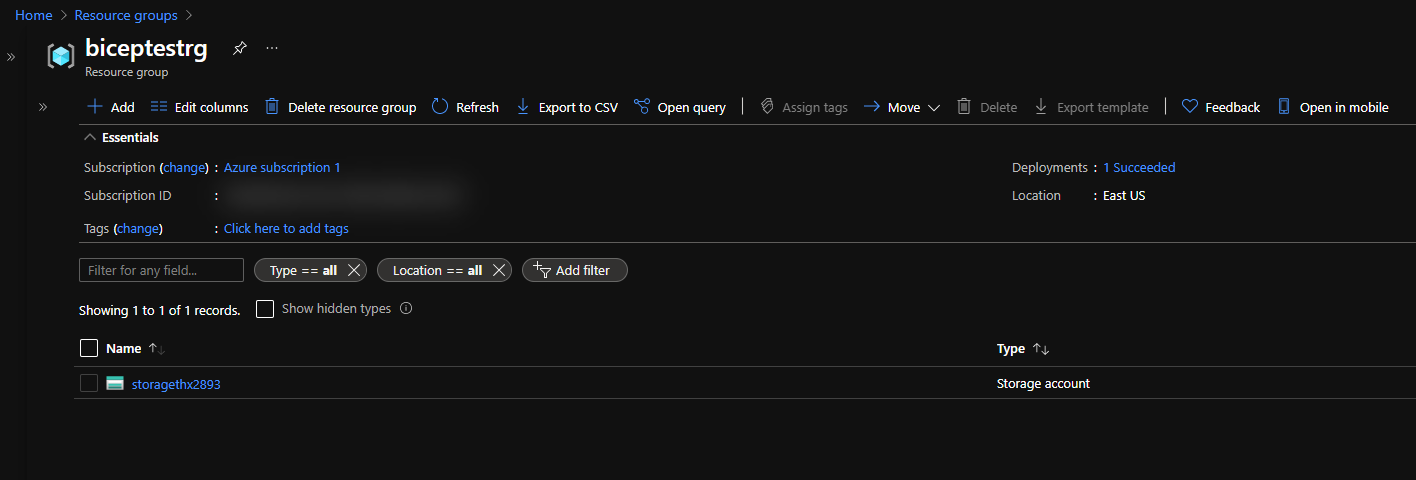 Home > Resource groups >
biceptestrg
Resource group
Add Edit columns Delete resource group Refresh Export to CSV Open query Assign tags Move Delete Export template Feedback Open in mobile
Essentials
Subscription (change) : Azure subscription 1 Deployments : 1 Succeeded
Subscription ID : Location : East US
Tags (change) : Click here to add tags
Filter for any field... Type == all Location == all Add filter
Showing 1 to 1 of 1 records. Show hidden types
Name Type
storagethx2893 Storage account